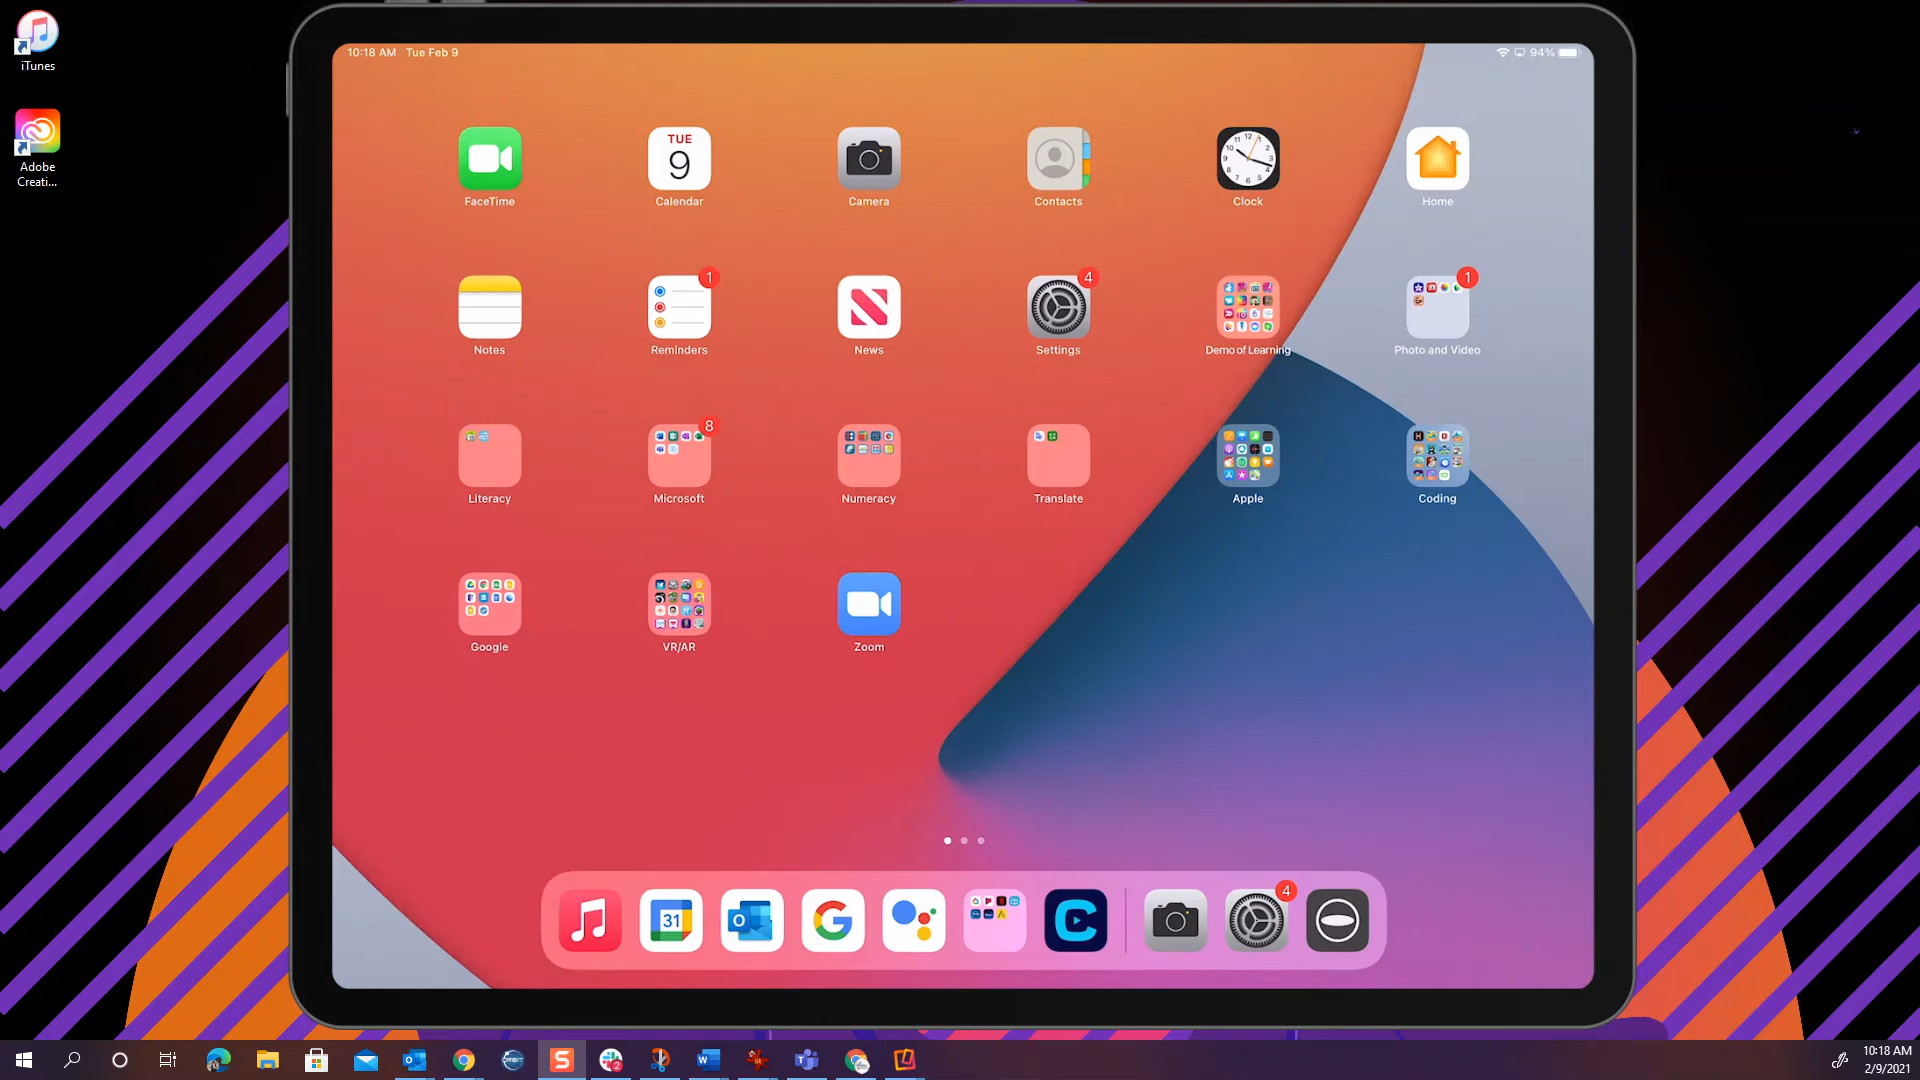 iTunes
Adobe
Creati...
10:18 AM Tue Feb 9
94%
TUE
9
FaceTime
Calendar
Camera
Contacts
Clock
Home
1
4
1
Notes
Reminders
News
Settings
Demo of Learning
Photo and Video
8
Literacy
Microsoft
Numeracy
Translate
Apple
Coding
Google
VR/AR
Zoom
31
4
10:18 AM
2/9/2021